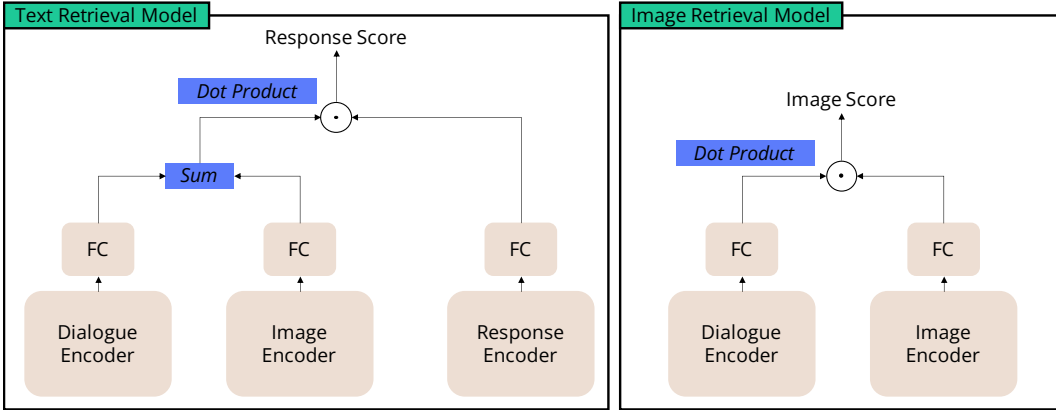 Text Retrieval Model
Response Score
Dot Product
Sum
FC
FC
FC
Dialogue
Encoder
Image
Encoder
Response
Encoder
Image Retrieval Model
Image Score
Dot Product
FC
FC
Dialogue
Encoder
Image
Encoder